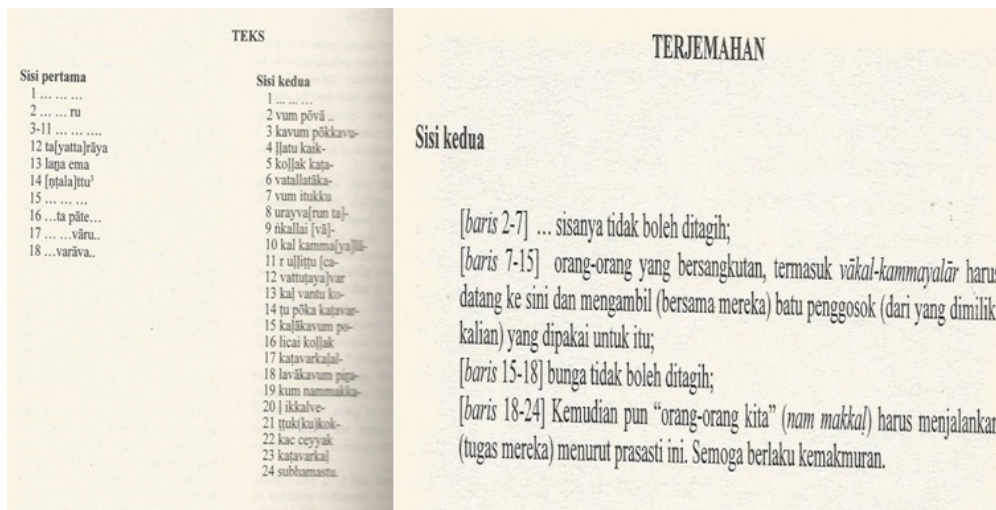 TEKS
Sisi pertama
1 ... ... ...
2 ... ... ru
3-11 ... ... ....
12 ta[yatta]rāya
13 laṉa ema
14 [ṇṭala]ttu³
15 ... ... ...
16 ...ta pāte...
17 ... ...vāru..
18 ...varāva..
Sisi kedua
1 ... ... ...
2 vum pōvā ..
3 kavum pōkkavu-
4 ḷḷatu kaik-
5 koḷḷak kaṭa-
6 vatallatāka-
7 vum itukku
8 urayva[run ta]-
9 ṅkallai [vā]-
10 kal kamma[ya]llā-
11 r uḷḷiṭṭu [ca-
12 vattuṭaya]var
13 kaḷ vantu ko-
14 ṭu pōka kaṭavar-
15 kaḷākavum po-
16 licai koḷḷak
17 kaṭavarkaḷal-
18 lavākavum piṟa-
19 kum nammakka-
20 ḷ ikkalve-
21 ṭṭuk(ku)kok-
22 kac ceyyak
23 kaṭavarkaḷ
24 subhamastu.
TERJEMAHAN
Sisi kedua
[baris 2-7] ... sisanya tidak boleh ditagih;
[baris 7-15] orang-orang yang bersangkutan, termasuk vākal-kammayalār harus
datang ke sini dan mengambil (bersama mereka) batu penggosok (dari yang dimilik
kalian) yang dipakai untuk itu;
[baris 15-18] bunga tidak boleh ditagih;
[baris 18-24] Kemudian pun “orang-orang kita” (nam makkaḷ) harus menjalankan
(tugas mereka) menurut prasasti ini. Semoga berlaku kemakmuran.